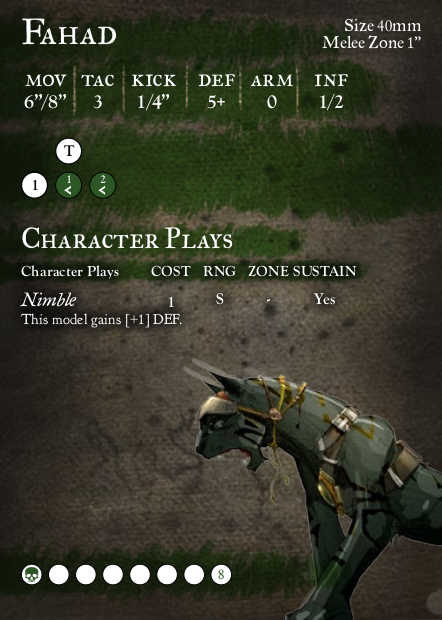 Fahad
Size 40mm
Melee Zone 1"
MOV TAC KICK DEF ARM INF
6"/8" 3 1/4" 5+ 0 1/2
T
1 1 < 2 <
Character Plays
Character Plays COST RNG ZONE SUSTAIN
Nimble 1 S - Yes
This model gains [+1] DEF.
8